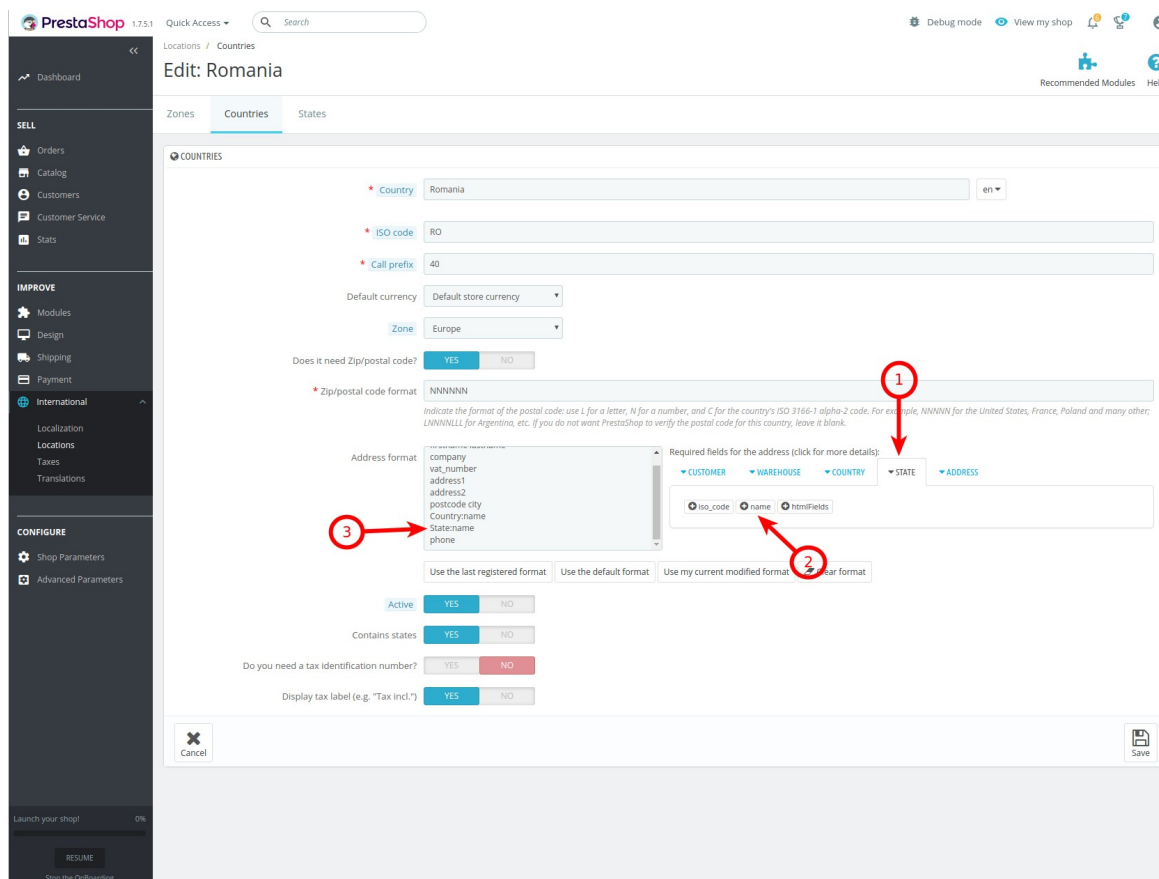 PrestaShop 1.7.5.1 Quick Access Search Debug mode View my shop 6 7
Locations / Countries
Edit: Romania
Recommended Modules Hel
Zones Countries States
Dashboard
SELL
Orders
Catalog
Customers
Customer Service
Stats
IMPROVE
Modules
Design
Shipping
Payment
International
Localization
Locations
Taxes
Translations
CONFIGURE
Shop Parameters
Advanced Parameters
Launch your shop! 0%
RESUME
Stop the OnBoarding
COUNTRIES
* Country Romania en
* ISO code RO
* Call prefix 40
Default currency Default store currency
Zone Europe
Does it need Zip/postal code? YES NO
* Zip/postal code format NNNNNN
Indicate the format of the postal code: use L for a letter, N for a number, and C for the country's ISO 3166-1 alpha-2 code. For example, NNNNN for the United States, France, Poland and many other;
LNNNNLLL for Argentina, etc. If you do not want PrestaShop to verify the postal code for this country, leave it blank.
1
Address format
firstname lastname
company
vat_number
address1
address2
postcode city
Country:name
State:name
phone
3
Required fields for the address (click for more details):
CUSTOMER WAREHOUSE COUNTRY STATE ADDRESS
iso_code name htmlFields
2
Use the last registered format Use the default format Use my current modified format Clear format
Active YES NO
Contains states YES NO
Do you need a tax identification number? YES NO
Display tax label (e.g. "Tax incl.") YES NO
Cancel Save